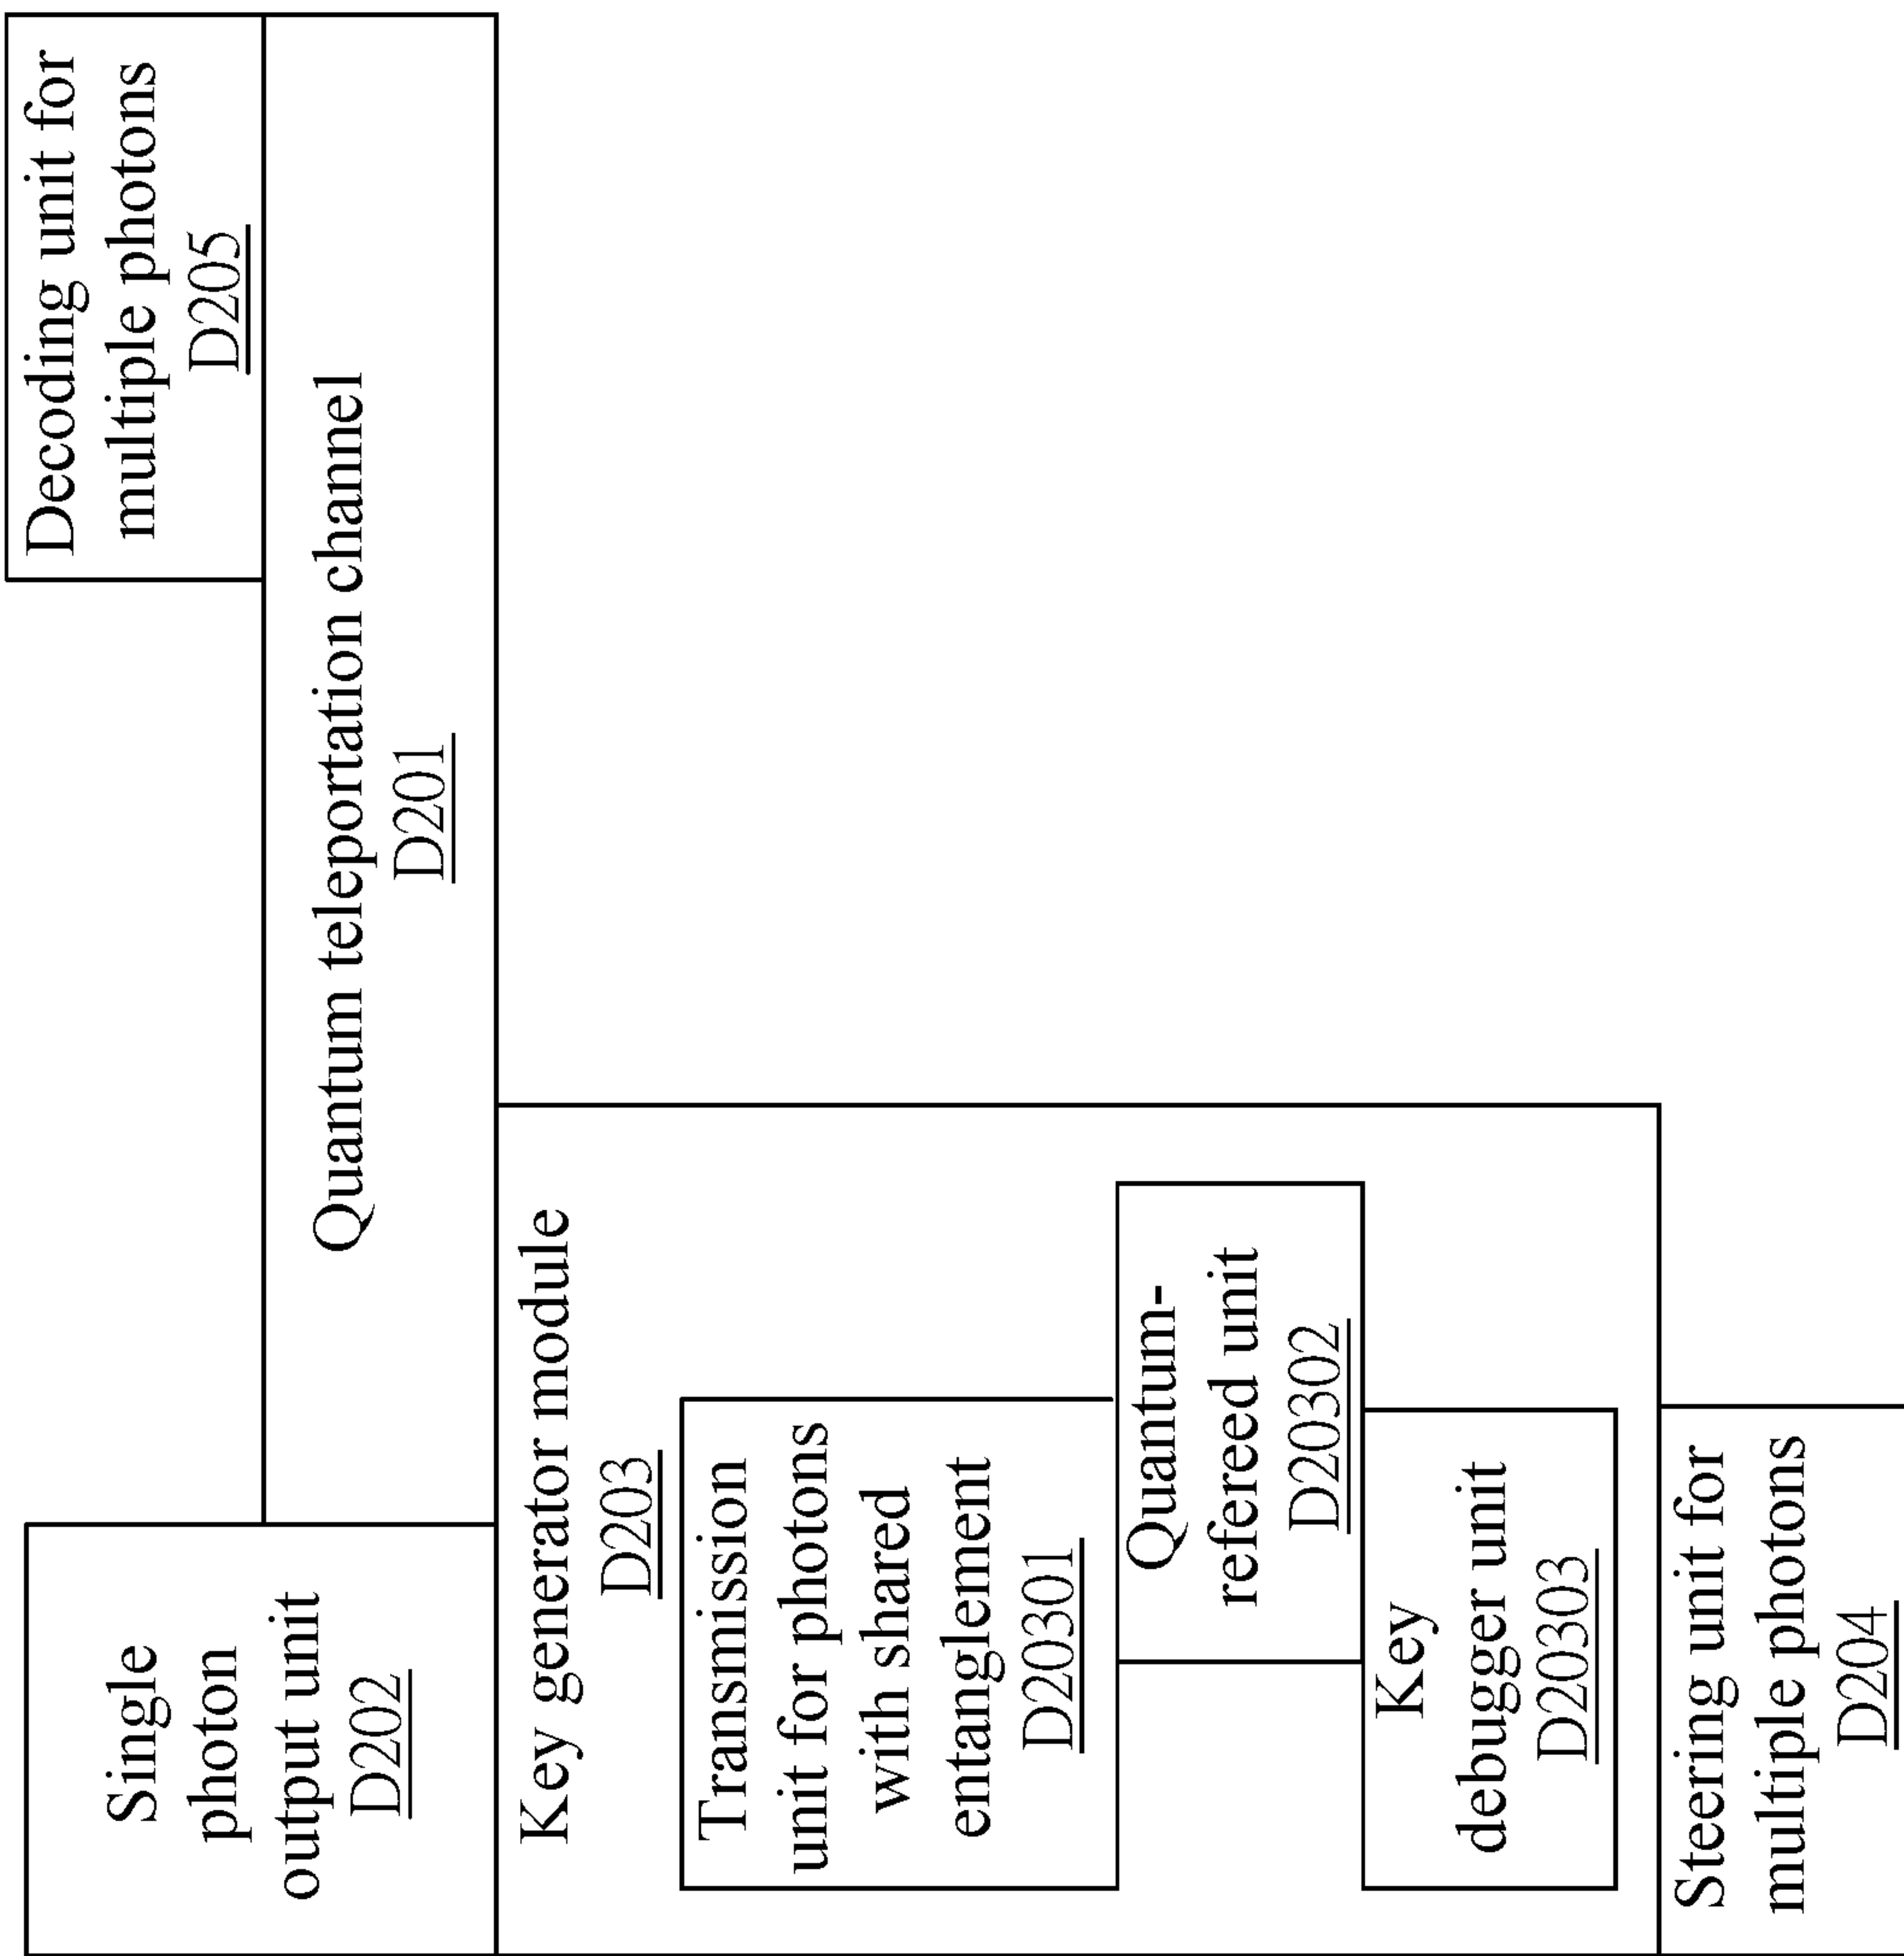 Single
photon
output unit
D202
Decoding unit for
multiple photons
D205
Quantum teleportation channel
D201
Key generator module
D203
Transmission
unit for photons
with shared
entanglement
D20301
Quantum-
refereed unit
D20302
Key
debugger unit
D20303
Steering unit for
multiple photons
D204